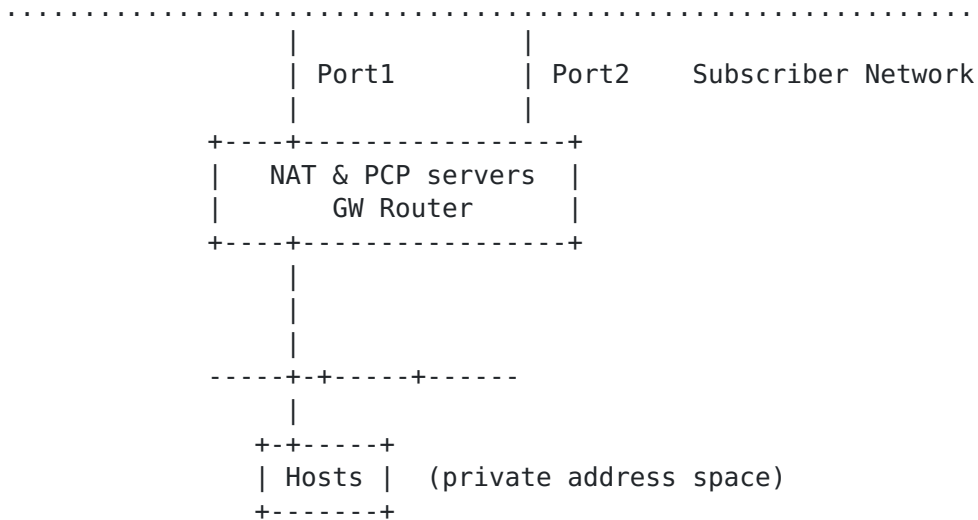 Port1 Port2 Subscriber Network
NAT & PCP servers
GW Router
Hosts (private address space)